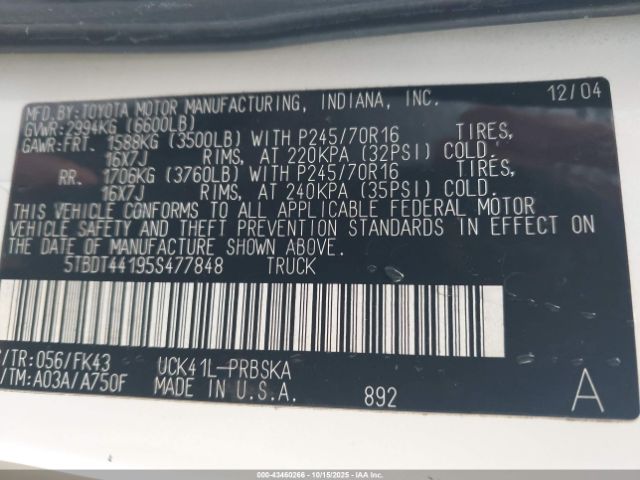 MFD.BY:TOYOTA MOTOR MANUFACTURING, INDIANA, INC. 12/04
GVWR:2994KG (6600LB)
GAWR:FRT. 1588KG (3500LB) WITH P245/70R16 TIRES,
16X7J RIMS, AT 220KPA (32PSI) COLD.
RR. 1706KG (3760LB) WITH P245/70R16 TIRES,
16X7J RIMS, AT 240KPA (35PSI) COLD.
THIS VEHICLE CONFORMS TO ALL APPLICABLE FEDERAL MOTOR
VEHICLE SAFETY AND THEFT PREVENTION STANDARDS IN EFFECT ON
THE DATE OF MANUFACTURE SHOWN ABOVE.
5TBDT44195S477848 TRUCK
/TR:056/FK43 UCK41L-PRBSKA
/TM:A03A/A750F MADE IN U.S.A. 892 A
000-43460266 - 10/15/2025 - IAA Inc. Copyright